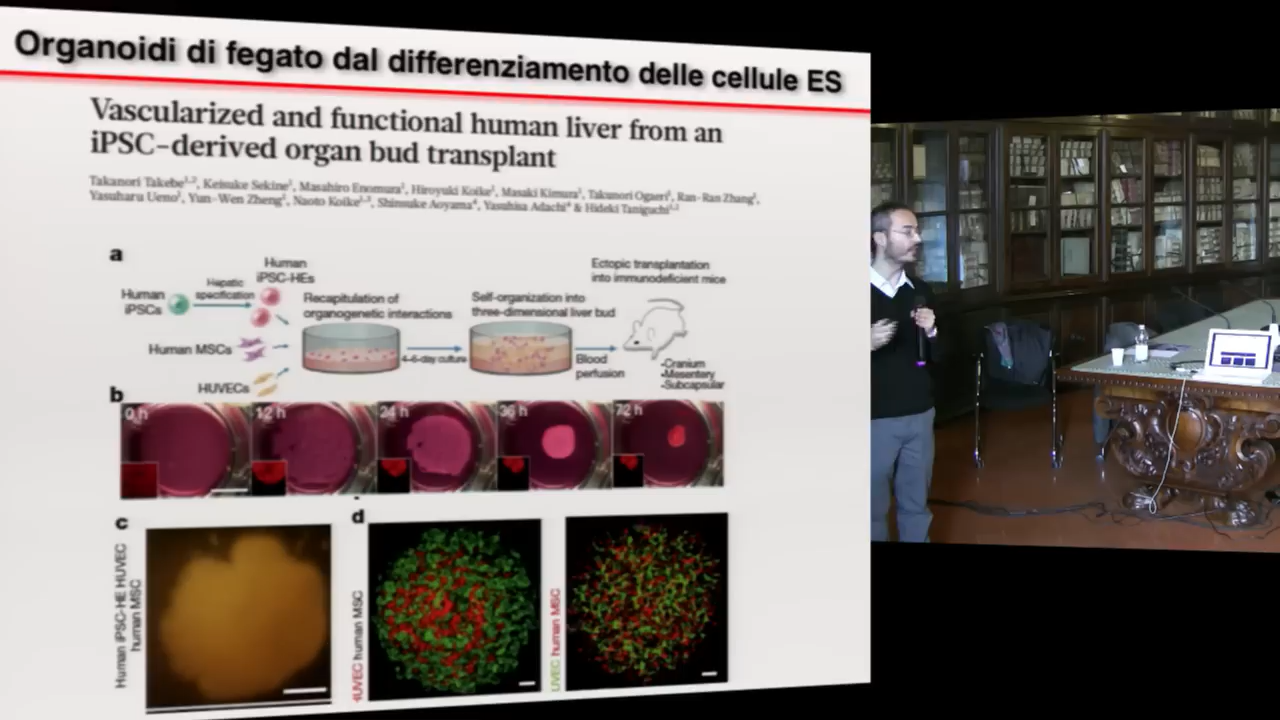 Organoidi di fegato dal differenziamento delle cellule ES
Vascularized and functional human liver from an
iPSC-derived organ bud transplant
Takanori Takebe1,2, Keisuke Sekine1, Masahiro Enomura1, Hiroyuki Koike1, Masaki Kimura1, Takunori Ogaeri1, Ran-Ran Zhang1,
Yasuharu Ueno1, Yun-Wen Zheng1, Naoto Koike1,3, Shinsuke Aoyama4, Yasuhisa Adachi4 & Hideki Taniguchi1,2
a
Human
iPSCs
Hepatic
specification
Human
iPSC-HEs
Human MSCs
HUVECs
Recapitulation of
organogenetic interactions
4–6-day culture
Self-organization into
three-dimensional liver bud
Blood
perfusion
Ectopic transplantation
into immunodeficient mice
•Cranium
•Mesentery
•Subcapsular
b
0 h
12 h
24 h
36 h
72 h
c
Human iPSC-HE HUVEC
human MSC
d
HUVEC human MSC
UVEC human MSC